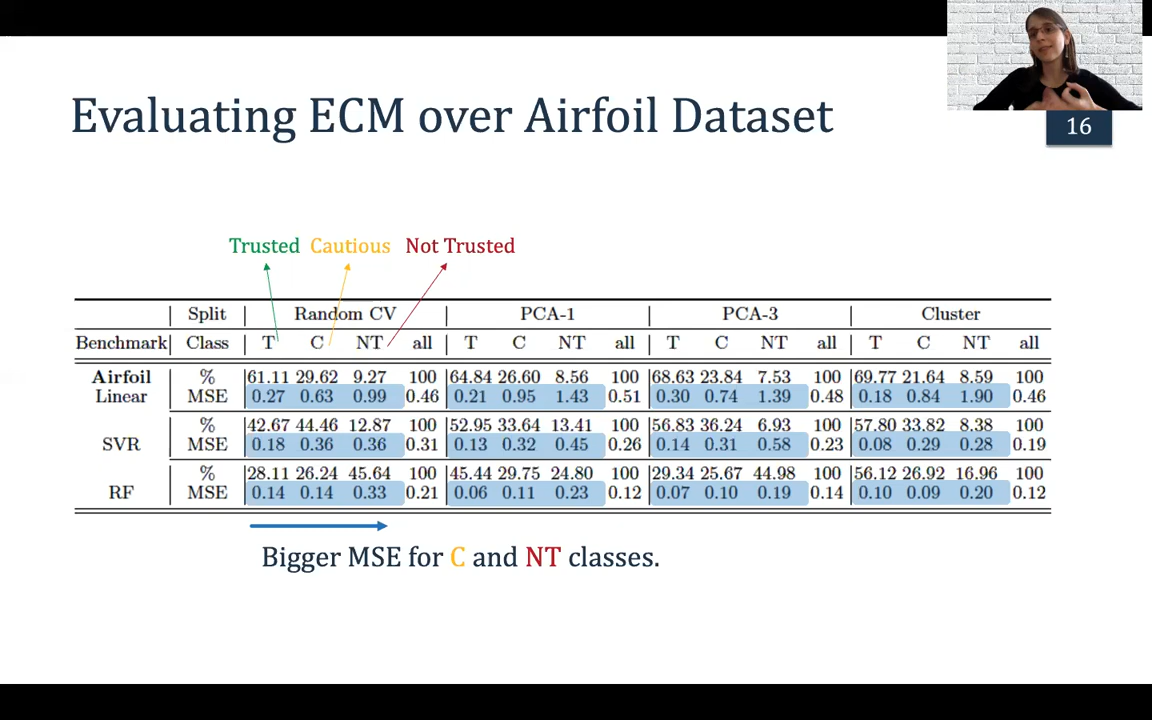 Evaluating ECM over Airfoil Dataset
16
Trusted Cautious Not Trusted
Split Random CV PCA-1 PCA-3 Cluster
Benchmark Class T C NT all T C NT all T C NT all T C NT all
Airfoil % 61.11 29.62 9.27 100 64.84 26.60 8.56 100 68.63 23.84 7.53 100 69.77 21.64 8.59 100
Linear MSE 0.27 0.63 0.99 0.46 0.21 0.95 1.43 0.51 0.30 0.74 1.39 0.48 0.18 0.84 1.90 0.46
% 42.67 44.46 12.87 100 52.95 33.64 13.41 100 56.83 36.24 6.93 100 57.80 33.82 8.38 100
SVR MSE 0.18 0.36 0.36 0.31 0.13 0.32 0.45 0.26 0.14 0.31 0.58 0.23 0.08 0.29 0.28 0.19
% 28.11 26.24 45.64 100 45.44 29.75 24.80 100 29.34 25.67 44.98 100 56.12 26.92 16.96 100
RF MSE 0.14 0.14 0.33 0.21 0.06 0.11 0.23 0.12 0.07 0.10 0.19 0.14 0.10 0.09 0.20 0.12
Bigger MSE for C and NT classes.